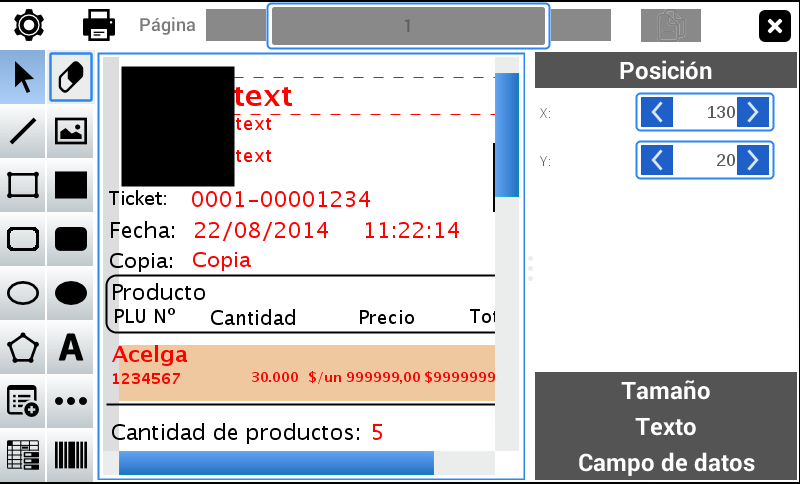 Página 1
Posición
X: 130
Y: 20
text
text
text
Ticket: 0001-00001234
Fecha: 22/08/2014 11:22:14
Copia: Copia
Producto
PLU Nº Cantidad Precio Tot
Acelga
1234567 30.000 $/un 999999,00 $9999999
Cantidad de productos: 5
A
Tamaño
Texto
Campo de datos